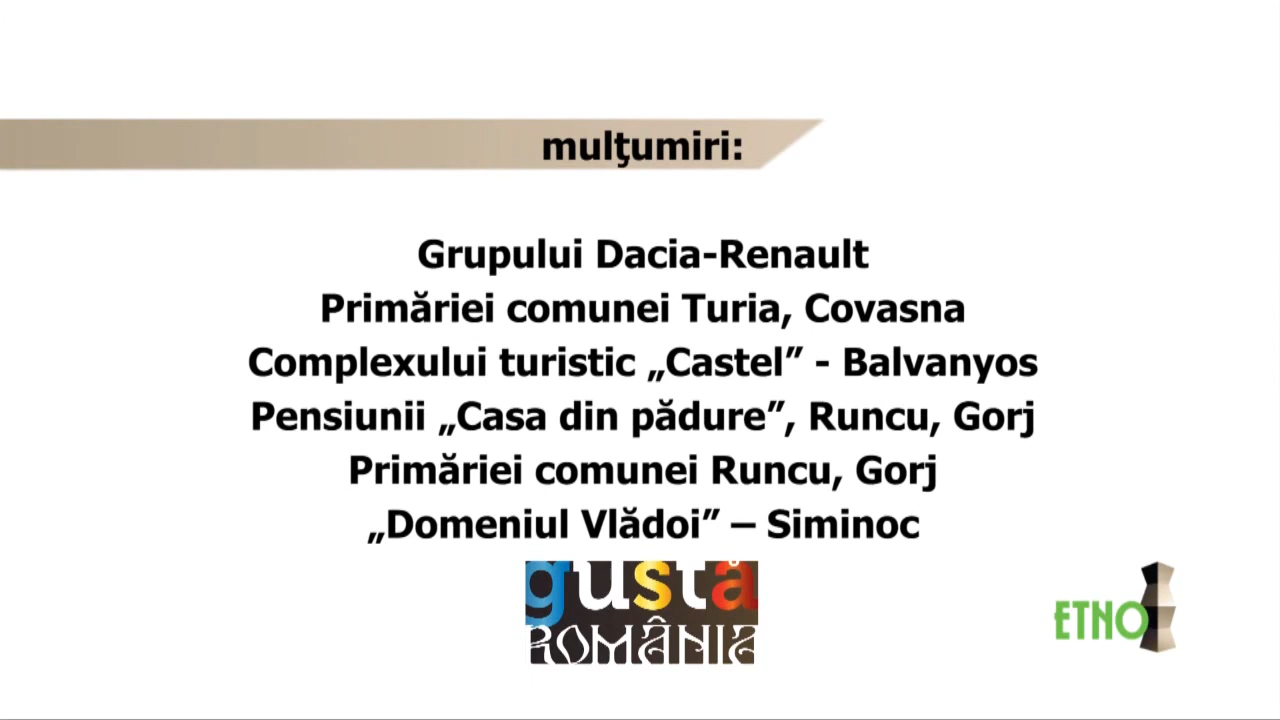 mulţumiri:
Grupului Dacia-Renault
Primăriei comunei Turia, Covasna
Complexului turistic „Castel” - Balvanyos
Pensiunii „Casa din pădure”, Runcu, Gorj
Primăriei comunei Runcu, Gorj
„Domeniul Vlădoi” – Siminoc
gustă
ROMÂNIA
ETNO